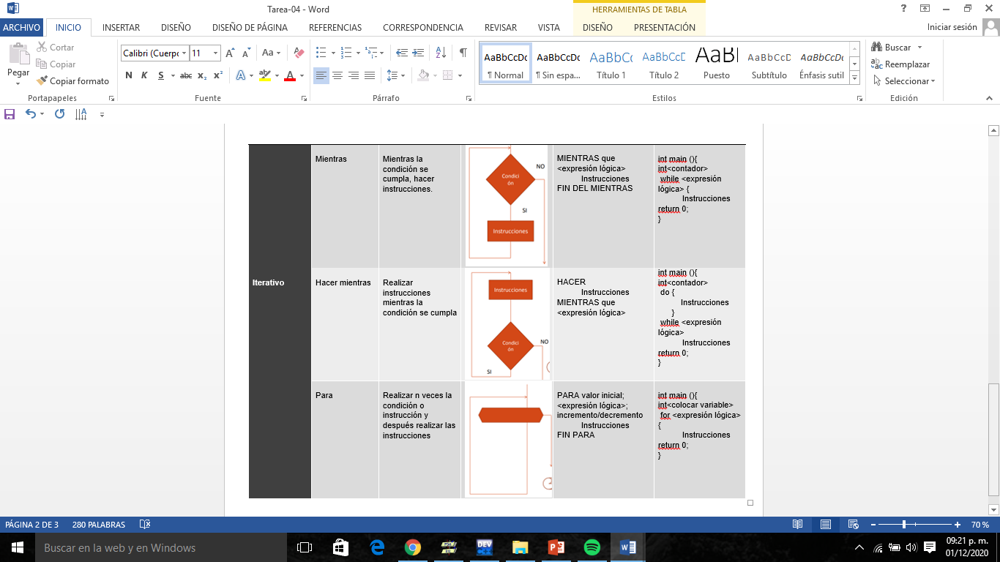 Tarea-04 - Word
HERRAMIENTAS DE TABLA
ARCHIVO INICIO INSERTAR DISEÑO DISEÑO DE PÁGINA REFERENCIAS CORRESPONDENCIA REVISAR VISTA DISEÑO PRESENTACIÓN Iniciar sesión
Pegar
Cortar
Copiar
Copiar formato
Portapapeles
Calibri (Cuerpo 11
N K S abc x₂ x²
Fuente
Párrafo
AaBbCcDc AaBbCcDc AaBbCc AaBbCcD AaB AaBbCcD AaBbCcDc
¶ Normal ¶ Sin espa... Título 1 Título 2 Puesto Subtítulo Énfasis sutil
Estilos
Buscar
Reemplazar
Seleccionar
Edición
Iterativo
Mientras
Mientras la
condición se
cumpla, hacer
instrucciones.
Condici
ón
NO
SI
Instrucciones
MIENTRAS que
<expresión lógica>
Instrucciones
FIN DEL MIENTRAS
int main (){
int<contador>
while <expresión
lógica> {
Instrucciones
return 0;
}
Hacer mientras
Realizar
instrucciones
mientras la
condición se cumpla
Instrucciones
Condici
ón
NO
SI
HACER
Instrucciones
MIENTRAS que
<expresión lógica>
int main (){
int<contador>
do {
Instrucciones
}
while <expresión
lógica>
Instrucciones
return 0;
}
Para
Realizar n veces la
condición o
instrucción y
después realizar las
instrucciones
PARA valor inicial;
<expresión lógica>;
incremento/decremento
Instrucciones
FIN PARA
int main (){
int<colocar variable>
for <expresión lógica>
{
Instrucciones
return 0;
}
PÁGINA 2 DE 3 280 PALABRAS 70 %
Buscar en la web y en Windows
DEV
09:21 p. m.
01/12/2020